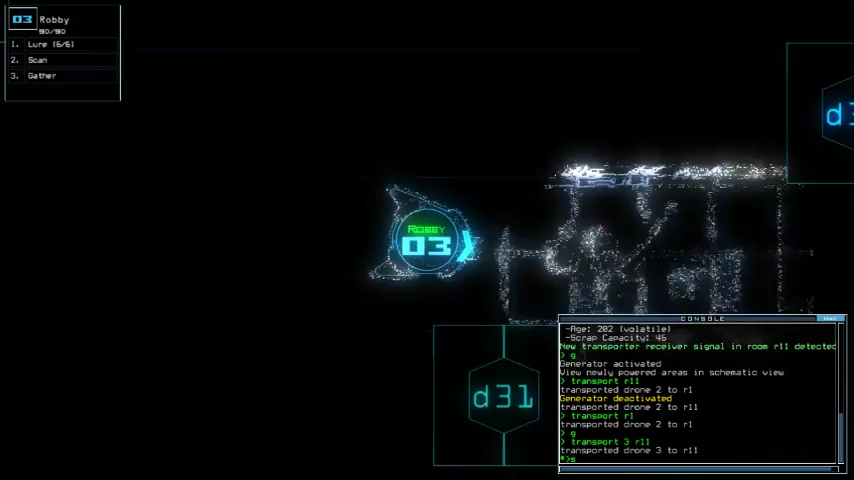 03 Robby
90/90
1. Lure (6/6)
2. Scan
3. Gather
Robby
03
d31
CONSOLE
-Age: 202 (volatile)
-Scrap Capacity: 46
New transporter receiver signal in room r11 detected
> g
Generator activated
View newly powered areas in schematic view
> transport r11
transported drone 2 to r1
Generator deactivated
transported drone 2 to r11
> transport r1
transported drone 2 to r1
> g
> transport 3 r11
transported drone 3 to r11
>s